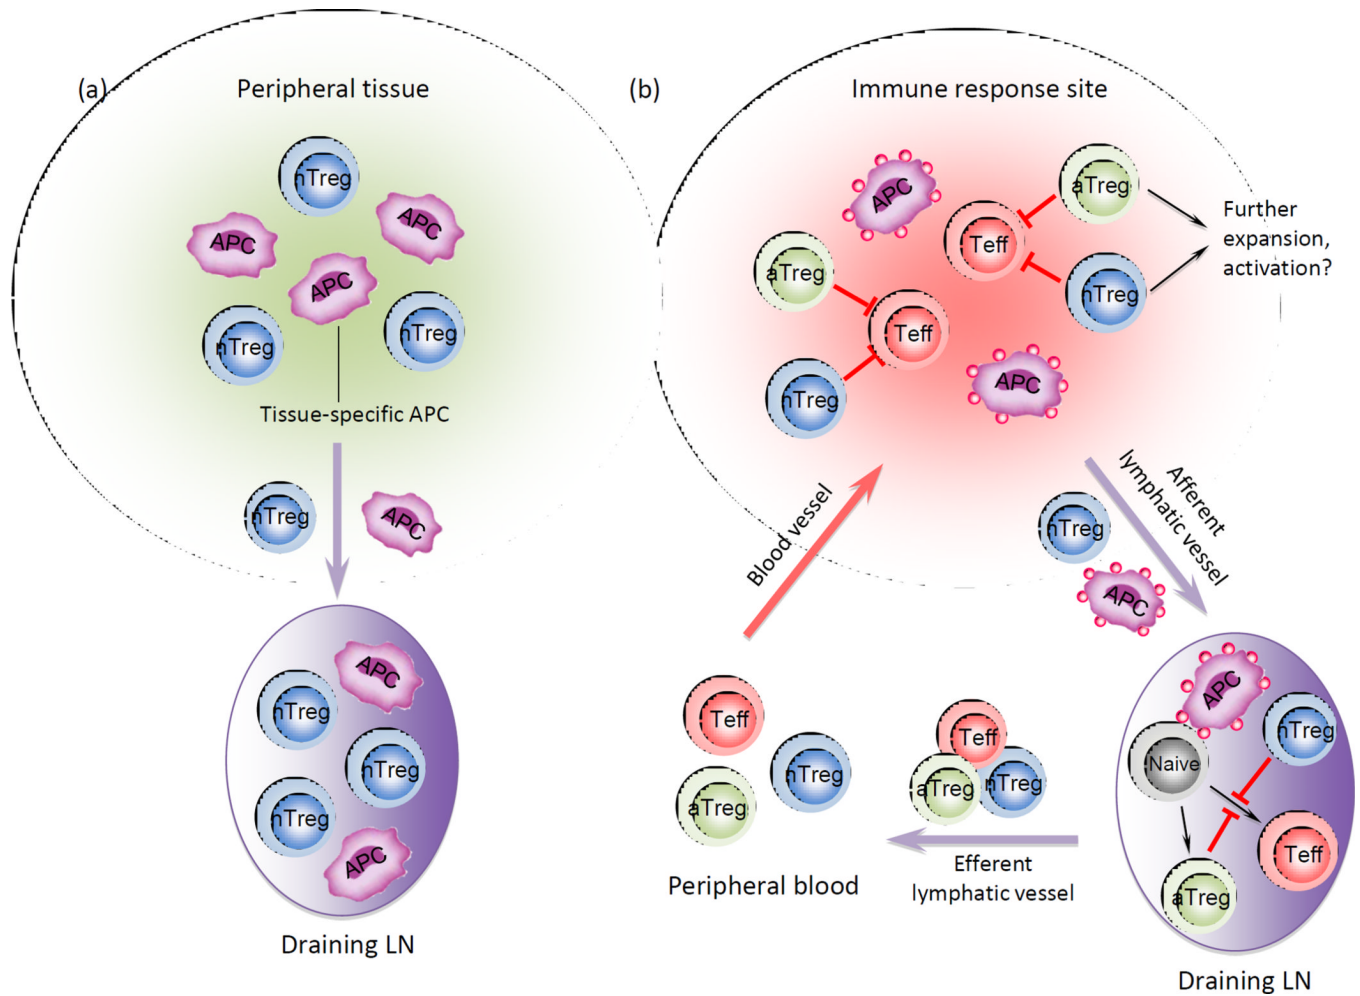 (a)
Peripheral tissue
nTreg
APC
APC
APC
nTreg
nTreg
Tissue-specific APC
nTreg
APC
APC
nTreg
nTreg
nTreg
APC
Draining LN
(b)
Immune response site
APC
aTreg
Teff
Further
expansion,
activation?
aTreg
nTreg
Teff
APC
nTreg
Blood vessel
Afferent
lymphatic vessel
nTreg
APC
APC
nTreg
Naive
Teff
aTreg
Draining LN
Teff
aTreg
nTreg
Efferent
lymphatic vessel
Teff
nTreg
aTreg
Peripheral blood